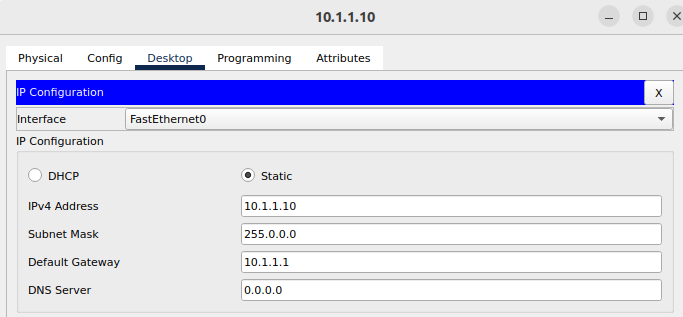 10.1.1.10
Physical Config Desktop Programming Attributes
IP Configuration X
Interface FastEthernet0
IP Configuration
DHCP Static
IPv4 Address 10.1.1.10
Subnet Mask 255.0.0.0
Default Gateway 10.1.1.1
DNS Server 0.0.0.0